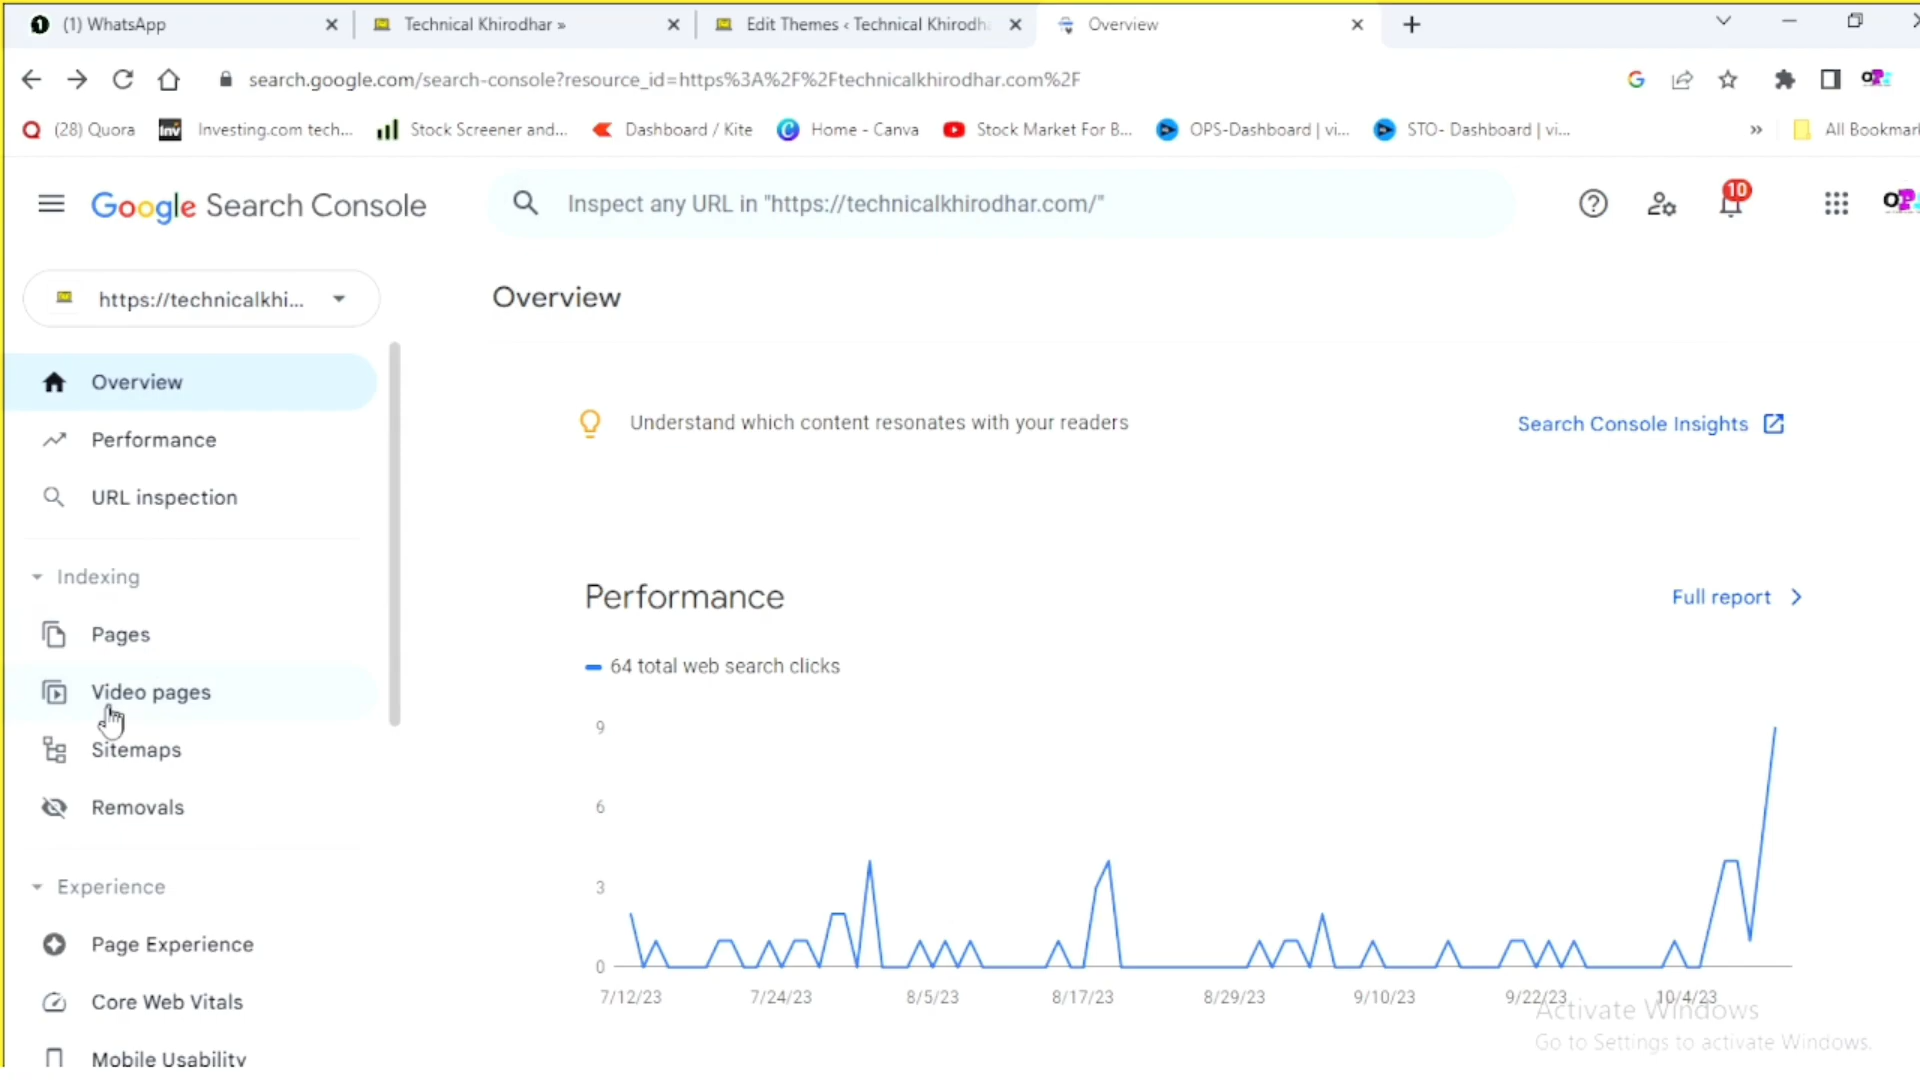 (1) WhatsApp
Technical Khirodhar »
Edit Themes ‹ Technical Khirodha
Overview
search.google.com/search-console?resource_id=https%3A%2F%2Ftechnicalkhirodhar.com%2F
(28) Quora
Investing.com tech...
Stock Screener and...
Dashboard / Kite
Home - Canva
Stock Market For B...
OPS-Dashboard | vi...
STO- Dashboard | vi...
» All Bookmark
Google Search Console
Inspect any URL in "https://technicalkhirodhar.com/"
10
https://technicalkhi...
Overview
Overview
Performance
URL inspection
Indexing
Pages
Video pages
Sitemaps
Removals
Experience
Page Experience
Core Web Vitals
Mobile Usability
Understand which content resonates with your readers
Search Console Insights
Performance
Full report
64 total web search clicks
9
6
3
0
7/12/23 7/24/23 8/5/23 8/17/23 8/29/23 9/10/23 9/22/23 10/4/23
Activate Windows
Go to Settings to activate Windows.